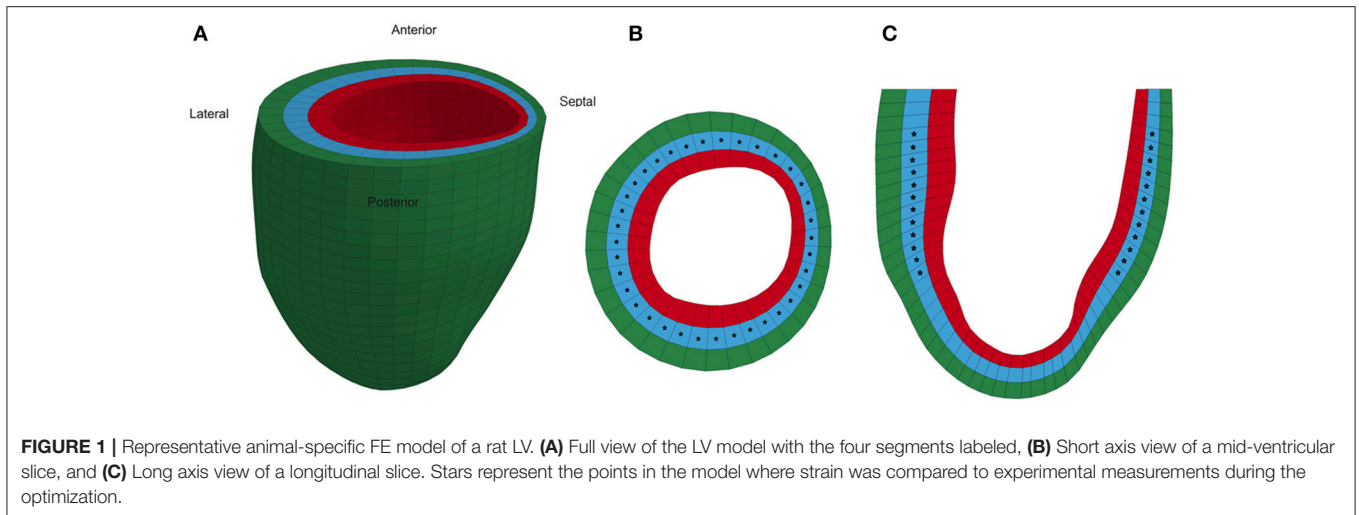 A
Anterior
B
C
Lateral
Septal
Posterior
FIGURE 1 | Representative animal-specific FE model of a rat LV. (A) Full view of the LV model with the four segments labeled, (B) Short axis view of a mid-ventricular
slice, and (C) Long axis view of a longitudinal slice. Stars represent the points in the model where strain was compared to experimental measurements during the
optimization.